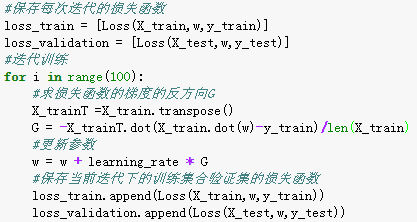 #保存每次迭代的损失函数
loss_train = [Loss(X_train,w,y_train)]
loss_validation = [Loss(X_test,w,y_test)]
#迭代训练
for i in range(100):
    #求损失函数的梯度的反方向G
    X_trainT =X_train.transpose()
    G = -X_trainT.dot(X_train.dot(w)-y_train)/len(X_train)
    #更新参数
    w = w + learning_rate * G
    #保存当前迭代下的训练集合验证集的损失函数
    loss_train.append(Loss(X_train,w,y_train))
    loss_validation.append(Loss(X_test,w,y_test))